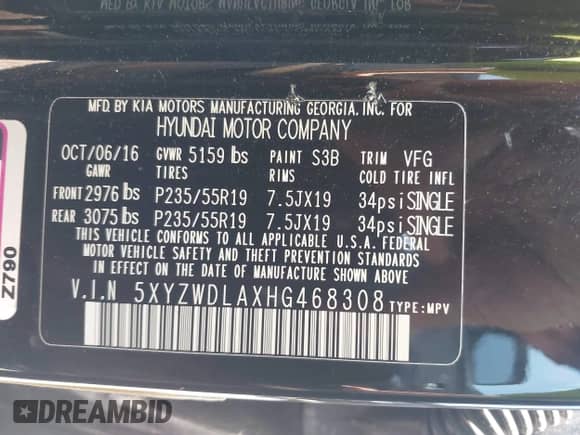 MFD. BY KIA MOTORS MANUFACTURING GEORGIA, INC. FOR
HYUNDAI MOTOR COMPANY
OCT/06/16 GVWR 5159 lbs PAINT S3B TRIM VFG
GAWR TIRES RIMS COLD TIRE INFL
FRONT 2976 lbs P235/55R19 7.5JX19 34psi SINGLE
REAR 3075 lbs P235/55R19 7.5JX19 34psi SINGLE
THIS VEHICLE CONFORMS TO ALL APPLICABLE U.S.A. FEDERAL
MOTOR VEHICLE SAFETY AND THEFT PREVENTION STANDARDS
IN EFFECT ON THE DATE OF MANUFACTURE SHOWN ABOVE.
V.I.N 5XYZWDLAXHG468308 TYPE:MPV
Z790
DREAMBID